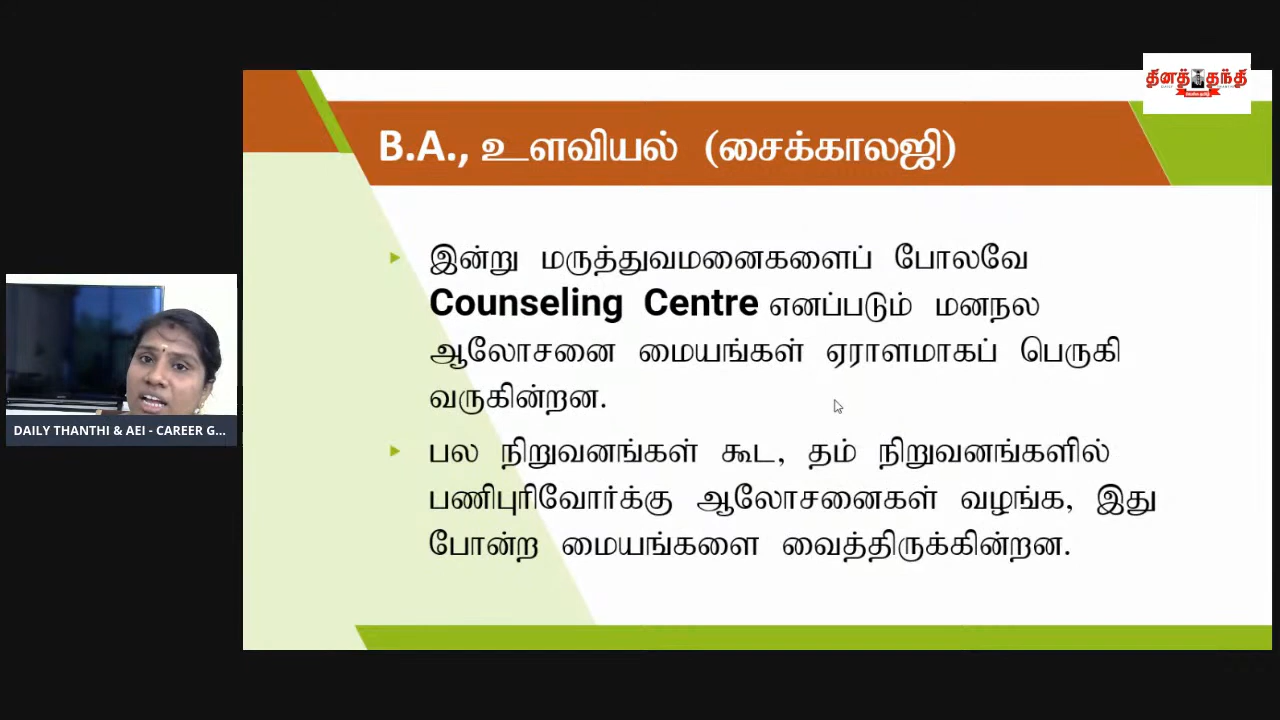 தினத்தந்தி
B.A., உளவியல் (சைக்காலஜி)
இன்று மருத்துவமனைகளைப் போலவே
Counseling Centre எனப்படும் மனநல
ஆலோசனை மையங்கள் ஏராளமாகப் பெருகி
வருகின்றன.
பல நிறுவனங்கள் கூட, தம் நிறுவனங்களில்
பணிபுரிவோர்க்கு ஆலோசனைகள் வழங்க, இது
போன்ற மையங்களை வைத்திருக்கின்றன.
DAILY THANTHI & AEI - CAREER G...